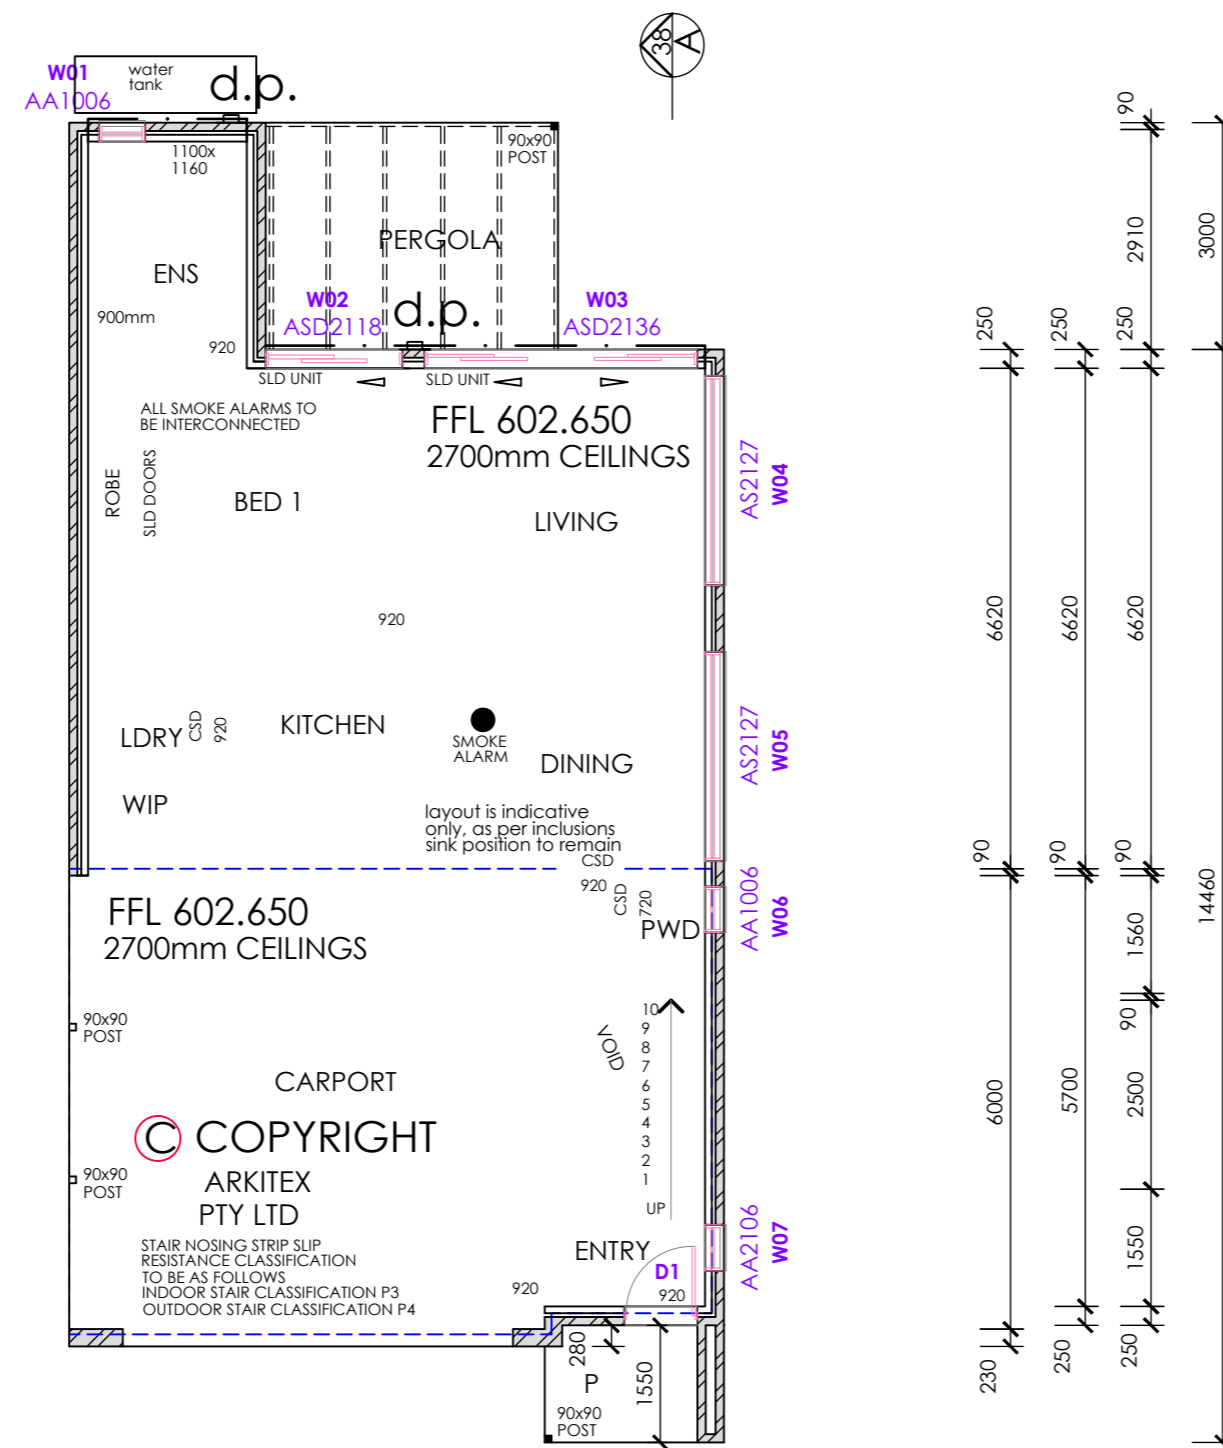 38
A
W01
AA1006
water
tank
d.p.
1100x
1160
90x90
POST
PERGOLA
ENS
900mm
920
W02
ASD2118
d.p.
W03
ASD2136
SLD UNIT
SLD UNIT
ALL SMOKE ALARMS TO
BE INTERCONNECTED
FFL 602.650
2700mm CEILINGS
ROBE
SLD DOORS
BED 1
LIVING
AS2127
W04
920
LDRY
CSD
920
KITCHEN
SMOKE
ALARM
DINING
AS2127
W05
WIP
layout is indicative
only, as per inclusions
sink position to remain
CSD
920
CSD
720
PWD
AA1006
W06
FFL 602.650
2700mm CEILINGS
90x90
POST
VOID
10
9
8
7
6
5
4
3
2
1
UP
CARPORT
C COPYRIGHT
ARKITEX
PTY LTD
90x90
POST
STAIR NOSING STRIP SLIP
RESISTANCE CLASSIFICATION
TO BE AS FOLLOWS
INDOOR STAIR CLASSIFICATION P3
OUTDOOR STAIR CLASSIFICATION P4
ENTRY
D1
920
920
AA2106
W07
280
1550
P
90x90
POST
250
6620
90
6000
230
250
6620
90
5700
250
90
2910
250
6620
90
1560
90
2500
1550
250
3000
14460